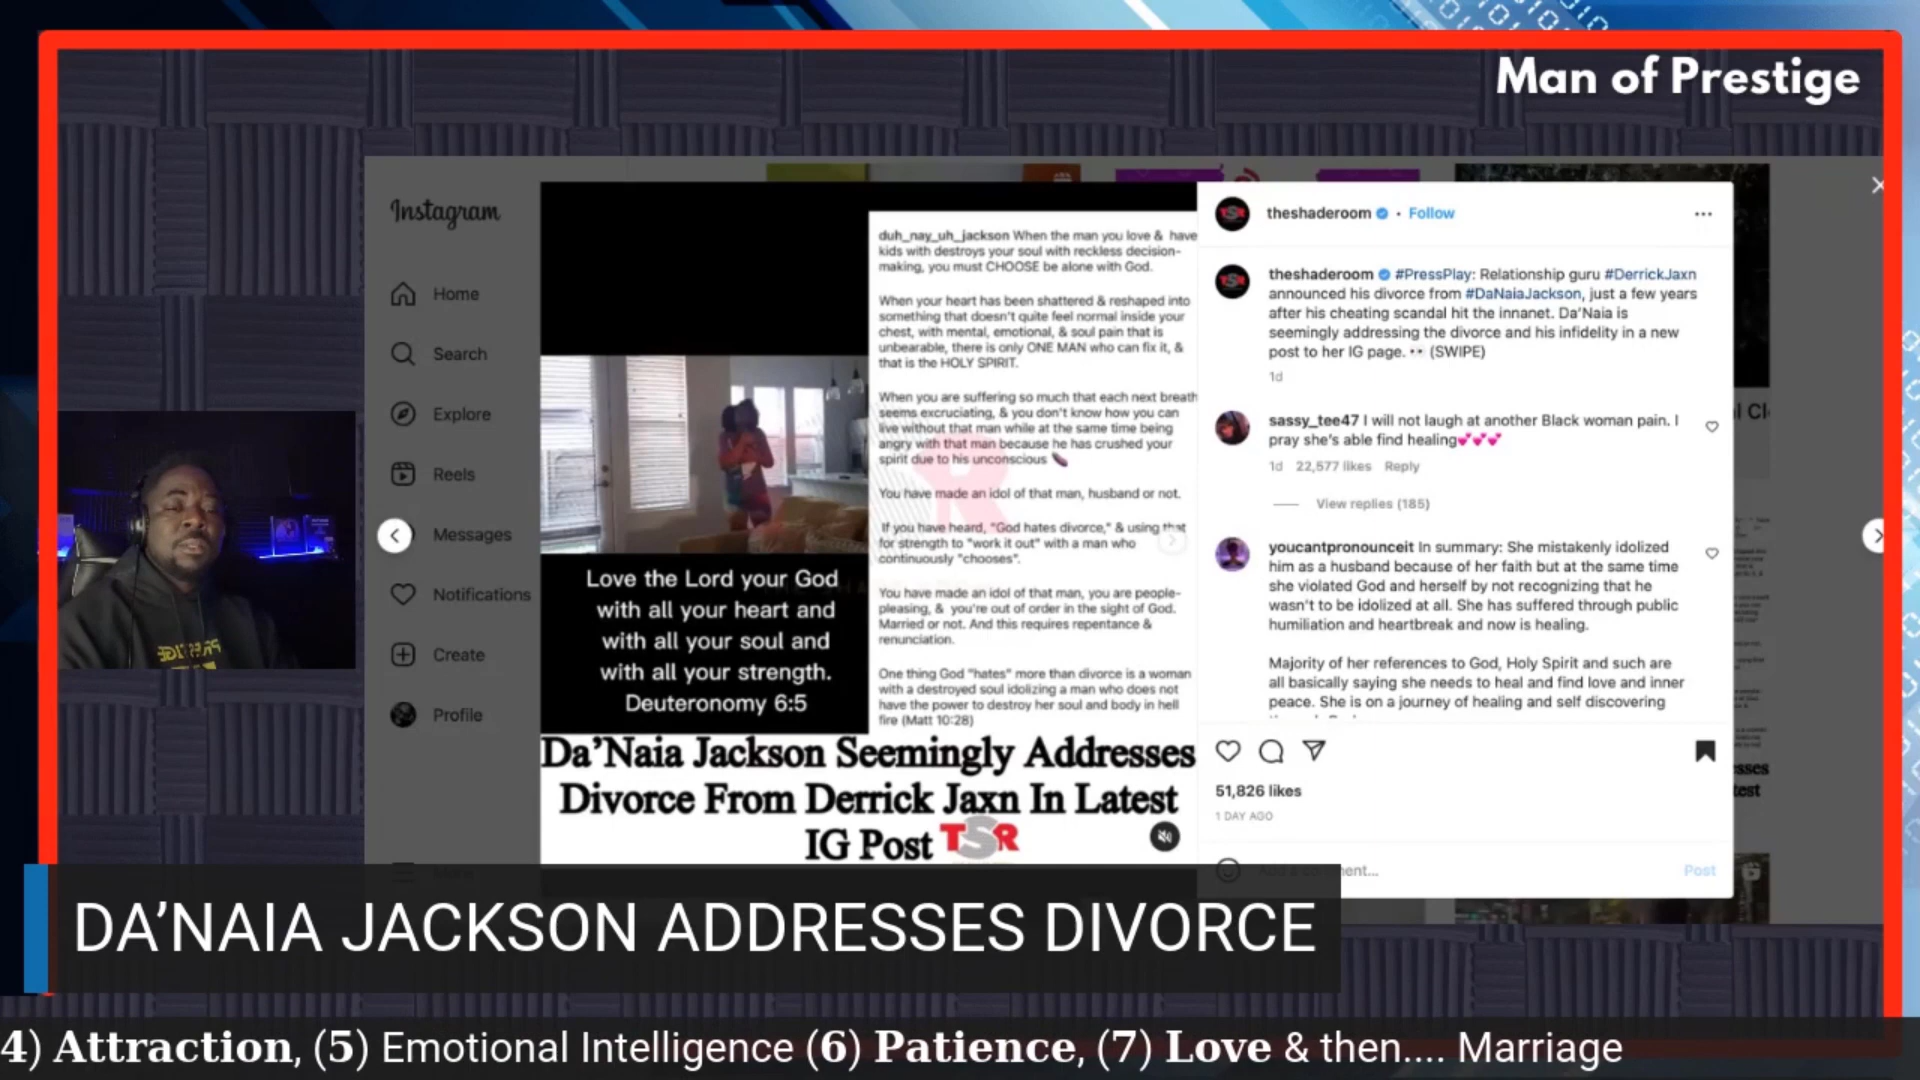 Man of Prestige
Instagram
Home
Search
Explore
Reels
Messages
Notifications
Create
Profile
Love the Lord your God
with all your heart and
with all your soul and
with all your strength.
Deuteronomy 6:5
duh_nay_uh_jackson When the man you love & have
kids with destroys your soul with reckless decision-
making, you must CHOOSE be alone with God.
When your heart has been shattered & reshaped into
something that doesn't quite feel normal inside your
chest, with mental, emotional, & soul pain that is
unbearable, there is only ONE MAN who can fix it, &
that is the HOLY SPIRIT.
When you are suffering so much that each next breath
seems excruciating, & you don't know how you can
live without that man while at the same time being
angry with that man because he has crushed your
spirit due to his unconscious 🍆
You have made an idol of that man, husband or not.
If you have heard, "God hates divorce," & using that
for strength to "work it out" with a man who
continuously "chooses".
You have made an idol of that man, you are people-
pleasing, & you're out of order in the sight of God.
Married or not. And this requires repentance &
renunciation.
One thing God "hates" more than divorce is a woman
with a destroyed soul idolizing a man who does not
have the power to destroy her soul and body in hell
fire (Matt 10:28)
Da'Naia Jackson Seemingly Addresses
Divorce From Derrick Jaxn In Latest
IG Post TSR
theshaderoom • Follow
theshaderoom #PressPlay: Relationship guru #DerrickJaxn
announced his divorce from #DaNaiaJackson, just a few years
after his cheating scandal hit the innanet. Da'Naia is
seemingly addressing the divorce and his infidelity in a new
post to her IG page. 👀 (SWIPE)
1d
sassy_tee47 I will not laugh at another Black woman pain. I
pray she's able find healing💕💕💕
1d 22,577 likes Reply
View replies (185)
youcantpronounceit In summary: She mistakenly idolized
him as a husband because of her faith but at the same time
she violated God and herself by not recognizing that he
wasn't to be idolized at all. She has suffered through public
humiliation and heartbreak and now is healing.
Majority of her references to God, Holy Spirit and such are
all basically saying she needs to heal and find love and inner
peace. She is on a journey of healing and self discovering
51,826 likes
1 DAY AGO
Post
DA'NAIA JACKSON ADDRESSES DIVORCE
4) Attraction, (5) Emotional Intelligence (6) Patience, (7) Love & then.... Marriage